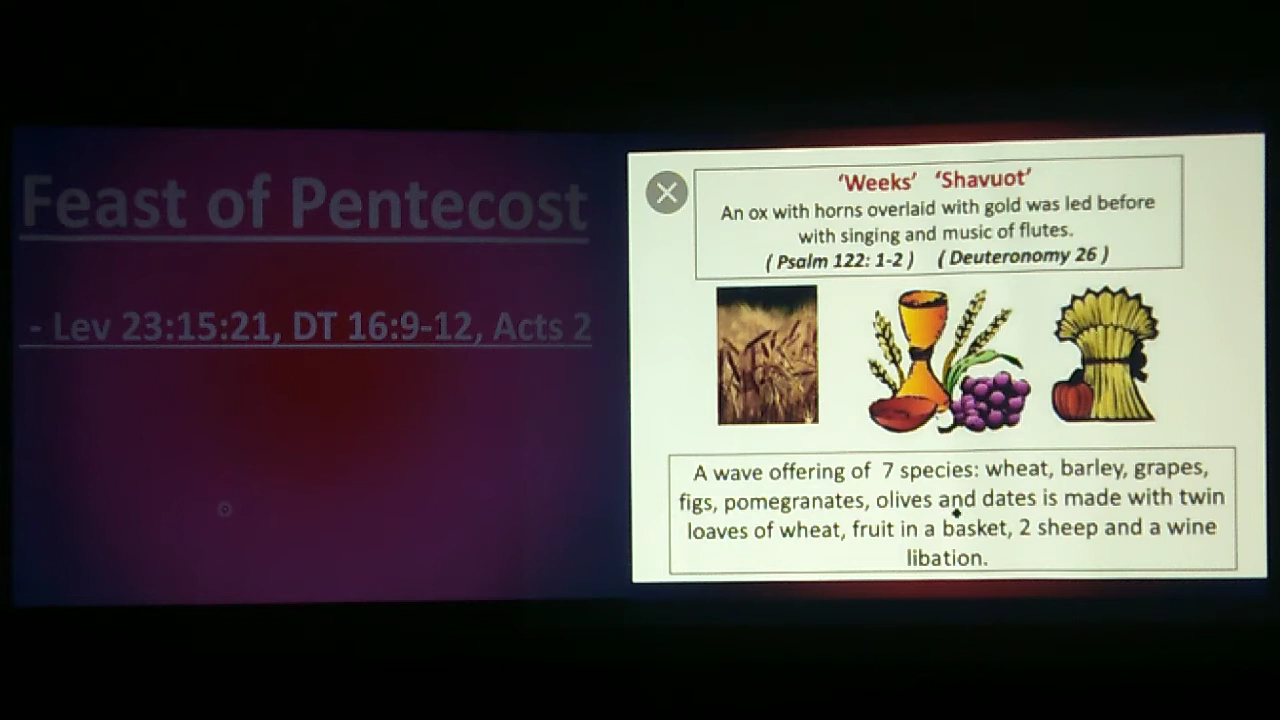 Feast of Pentecost
- Lev 23:15:21, DT 16:9-12, Acts 2
‘Weeks’ ‘Shavuot’
An ox with horns overlaid with gold was led before
with singing and music of flutes.
( Psalm 122: 1-2 ) ( Deuteronomy 26 )
A wave offering of 7 species: wheat, barley, grapes,
figs, pomegranates, olives and dates is made with twin
loaves of wheat, fruit in a basket, 2 sheep and a wine
libation.